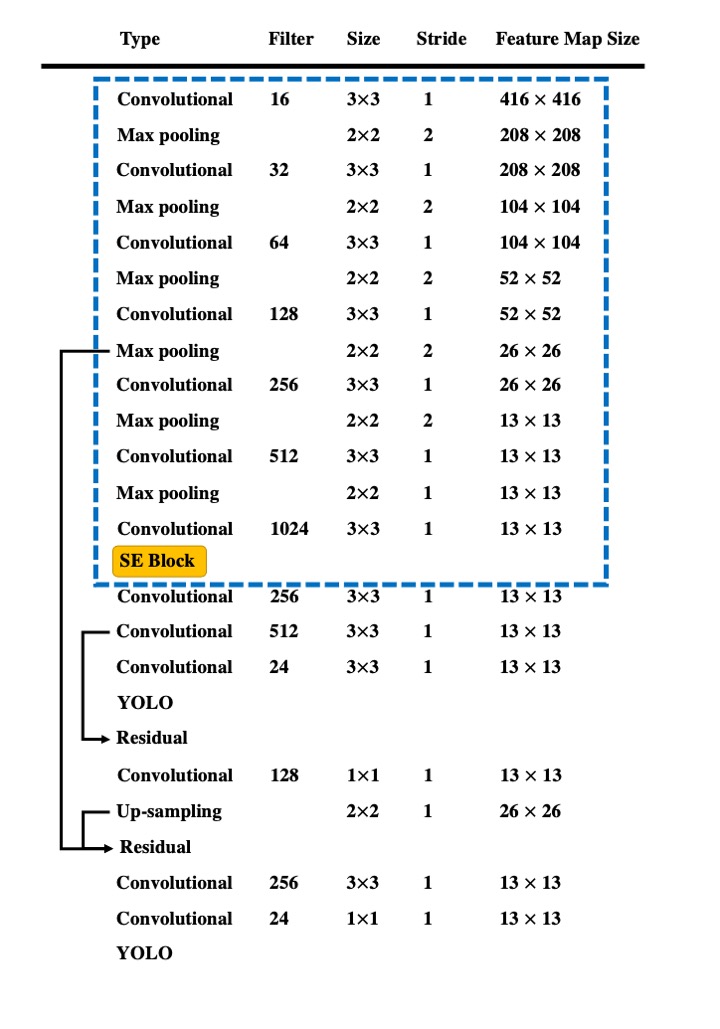 Type Filter Size Stride Feature Map Size
Convolutional 16 3×3 1 416 × 416
Max pooling 2×2 2 208 × 208
Convolutional 32 3×3 1 208 × 208
Max pooling 2×2 2 104 × 104
Convolutional 64 3×3 1 104 × 104
Max pooling 2×2 2 52 × 52
Convolutional 128 3×3 1 52 × 52
Max pooling 2×2 2 26 × 26
Convolutional 256 3×3 1 26 × 26
Max pooling 2×2 2 13 × 13
Convolutional 512 3×3 1 13 × 13
Max pooling 2×2 1 13 × 13
Convolutional 1024 3×3 1 13 × 13
SE Block
Convolutional 256 3×3 1 13 × 13
Convolutional 512 3×3 1 13 × 13
Convolutional 24 3×3 1 13 × 13
YOLO
Residual
Convolutional 128 1×1 1 13 × 13
Up-sampling 2×2 1 26 × 26
Residual
Convolutional 256 3×3 1 13 × 13
Convolutional 24 1×1 1 13 × 13
YOLO